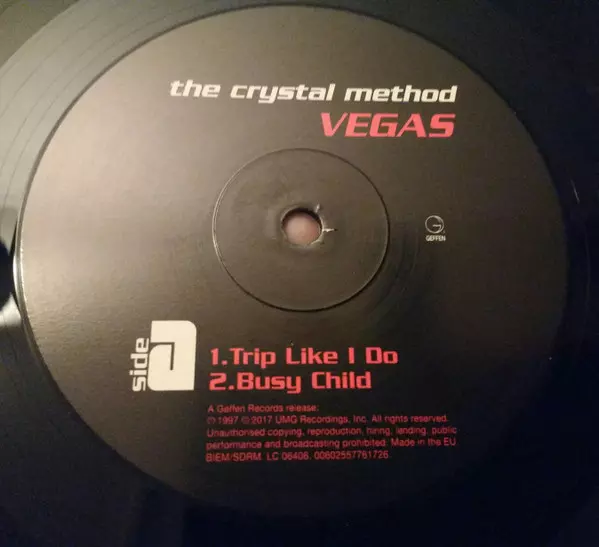 the crystal method
VEGAS
GEFFEN
side a
1.Trip Like I Do
2.Busy Child
A Geffen Records release;
℗ 1997 © 2017 UMG Recordings, Inc. All rights reserved.
Unauthorised copying, reproduction, hiring, lending, public
performance and broadcasting prohibited. Made in the EU.
BIEM/SDRM. LC 06406. 00602557761726.